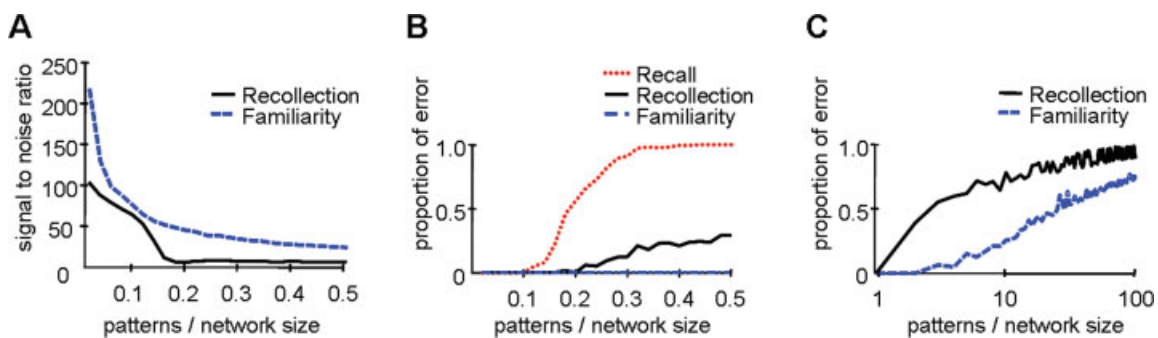 A
signal to noise ratio
250
200
150
100
50
0
Recollection
Familiarity
0.1 0.2 0.3 0.4 0.5
patterns / network size
B
proportion of error
Recall
Recollection
Familiarity
1.0
0.5
0
0.1 0.2 0.3 0.4 0.5
patterns / network size
C
proportion of error
Recollection
Familiarity
1.0
0.5
0
1 10 100
patterns / network size